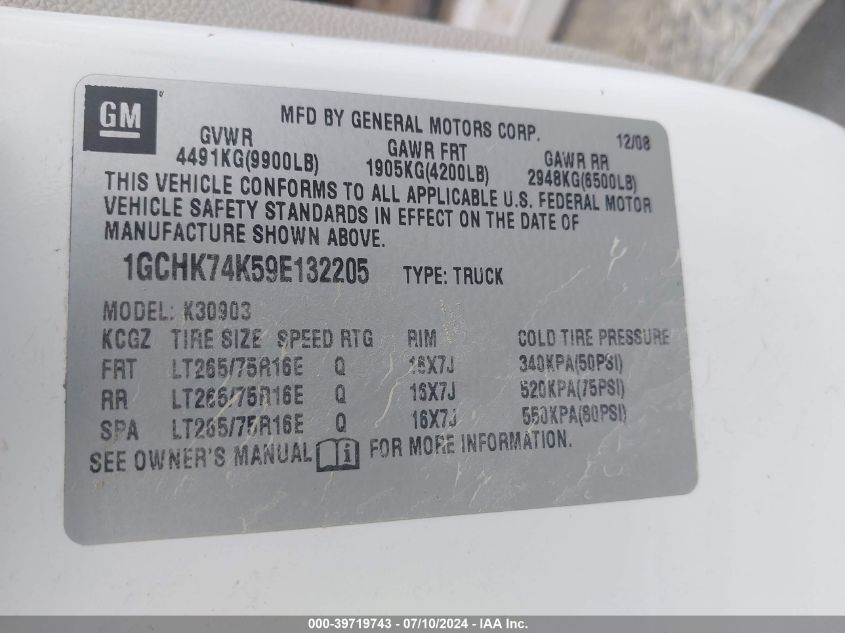 GM
MFD BY GENERAL MOTORS CORP. 12/08
GVWR GAWR FRT GAWR RR
4491KG(9900LB) 1905KG(4200LB) 2948KG(6500LB)
THIS VEHICLE CONFORMS TO ALL APPLICABLE U.S. FEDERAL MOTOR
VEHICLE SAFETY STANDARDS IN EFFECT ON THE DATE OF
MANUFACTURE SHOWN ABOVE.
1GCHK74K59E132205 TYPE: TRUCK
MODEL: K30903
KCGZ TIRE SIZE SPEED RTG RIM COLD TIRE PRESSURE
FRT LT265/75R16E Q 16X7J 340KPA(50PSI)
RR LT265/75R16E Q 16X7J 520KPA(75PSI)
SPA LT265/75R16E Q 16X7J 550KPA(80PSI)
SEE OWNER'S MANUAL i FOR MORE INFORMATION.
000-39719743 / 07/10/2024 - IAA Inc.